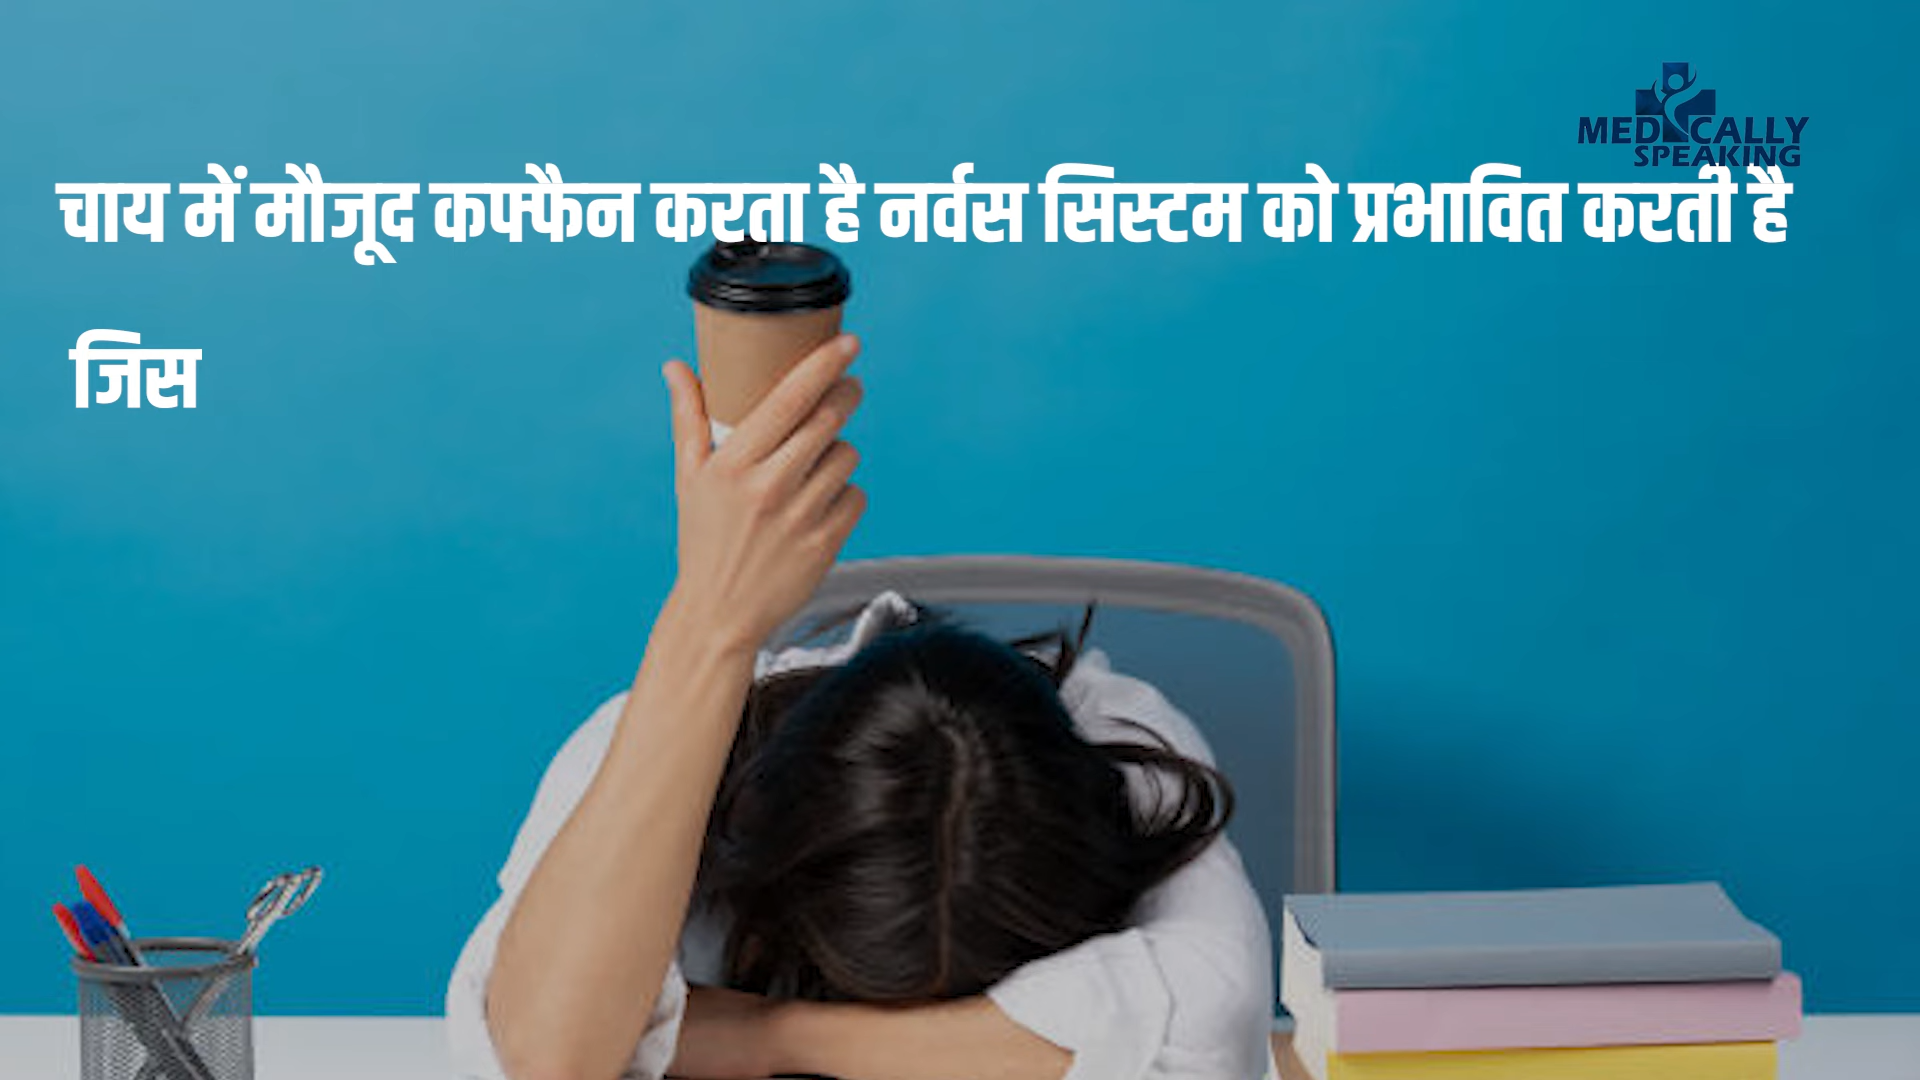 MEDICALLY
SPEAKING
चाय में मौजूद कफ्फैन करता है नर्वस सिस्टम को प्रभावित करती है
जिस